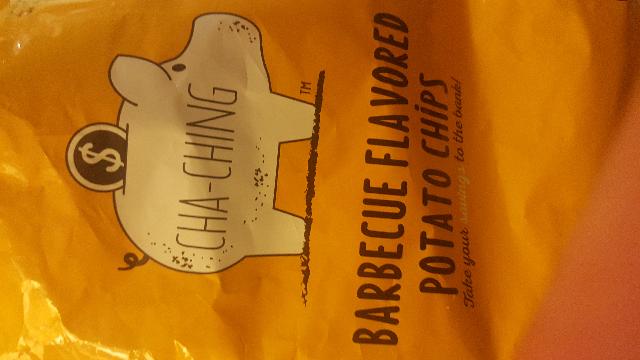 $
CHA-CHING
TM
BARBECUE FLAVORED
POTATO CHIPS
Take your savings to the bank!